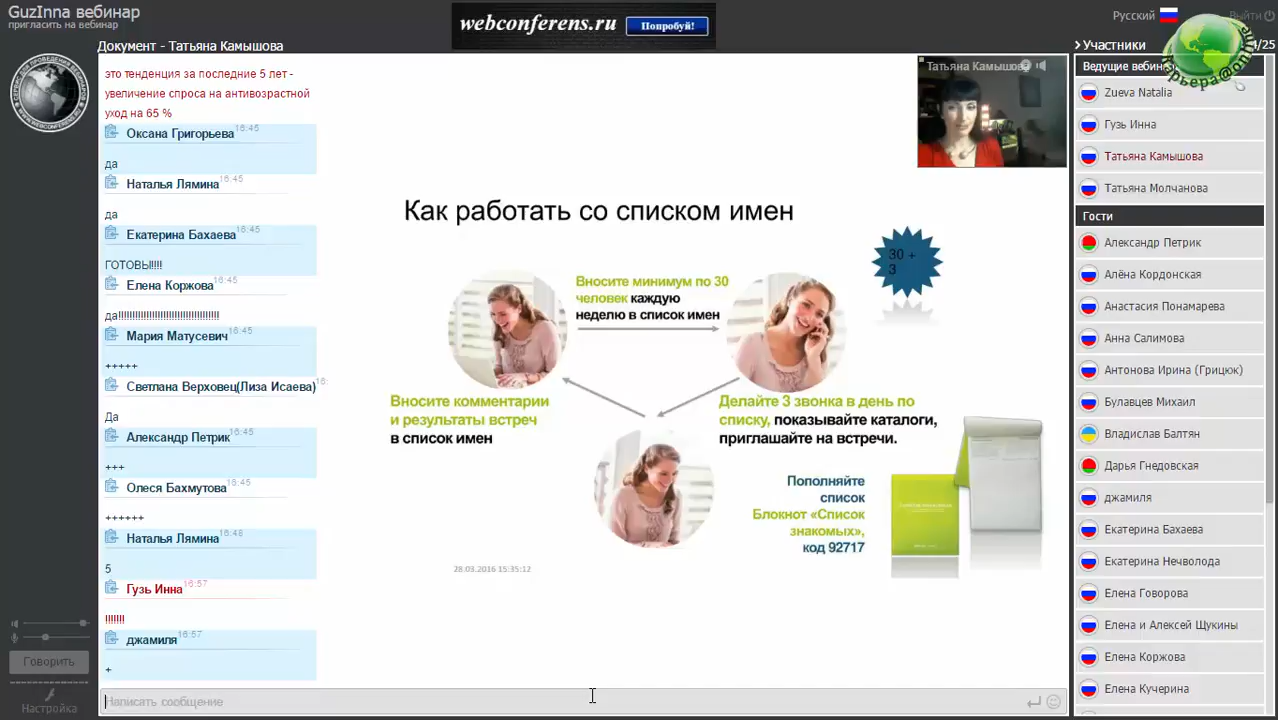 GuzInna вебинар
пригласить на вебинар
webconferens.ru
Попробуй!
Русский
Выйти
Документ - Татьяна Камышова
Участники
/25
это тенденция за последние 5 лет -
увеличение спроса на антивозрастной
уход на 65 %
Оксана Григорьева 16:45
да
Наталья Лямина 16:45
да
Екатерина Бахаева 16:45
ГОТОВЫ!!!!
Елена Коржова 16:45
да!!!!!!!!!!!!!!!!!!!!!!!!!!!!!!!!!!
Мария Матусевич 16:45
+++++
Светлана Верховец(Лиза Исаева) 16:
Да
Александр Петрик 16:45
+++
Олеся Бахмутова 16:45
++++++
Наталья Лямина 16:48
5
Гузь Инна 16:57
!!!!!!!
джамиля 16:57
+
Написать сообщение
Говорить
Настройка
Татьяна Камышова
Как работать со списком имен
30 +
3
Вносите минимум по 30
человек каждую
неделю в список имен
Вносите комментарии
и результаты встреч
в список имен
Делайте 3 звонка в день по
списку, показывайте каталоги,
приглашайте на встречи.
Пополняйте
список
Блокнот «Список
знакомых»,
код 92717
28.03.2016 15:35:12
Ведущие
Zueva Natalia
Гузь Инна
Татьяна Камышова
Татьяна Молчанова
Гости
Александр Петрик
Алёна Кордонская
Анастасия Понамарева
Анна Салимова
Антонова Ирина (Грицюк)
Булавцев Михаил
Владислав Балтян
Дарья Гнедовская
джамиля
Екатерина Бахаева
Екатерина Нечволода
Елена Говорова
Елена и Алексей Щукины
Елена Коржова
Елена Кучерина